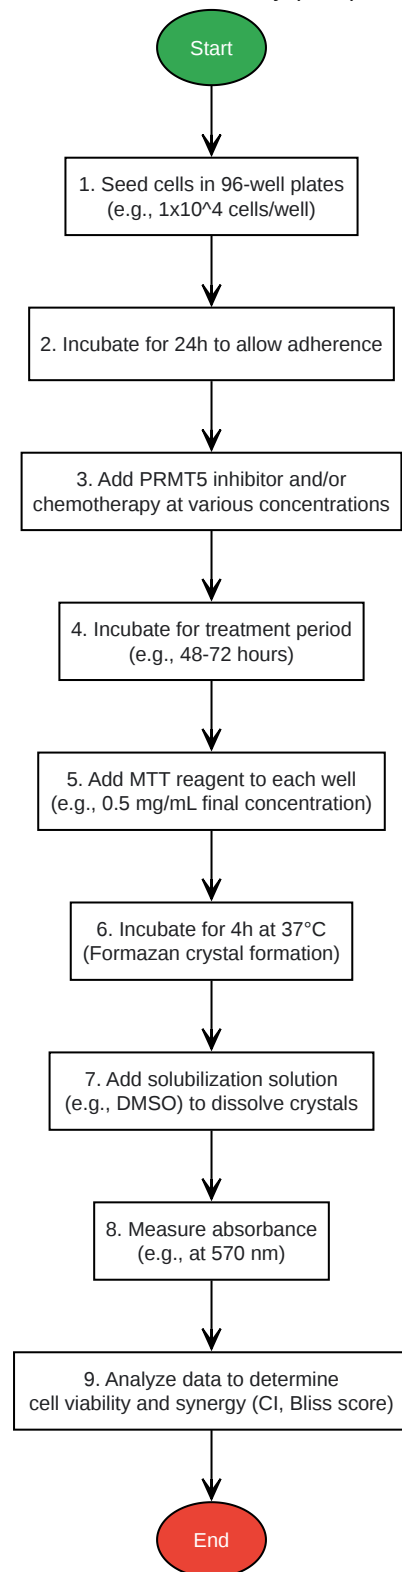 Start
1. Seed cells in 96-well plates
(e.g., 1x10^4 cells/well)
2. Incubate for 24h to allow adherence
3. Add PRMT5 inhibitor and/or
chemotherapy at various concentrations
4. Incubate for treatment period
(e.g., 48-72 hours)
5. Add MTT reagent to each well
(e.g., 0.5 mg/mL final concentration)
6. Incubate for 4h at 37°C
(Formazan crystal formation)
7. Add solubilization solution
(e.g., DMSO) to dissolve crystals
8. Measure absorbance
(e.g., at 570 nm)
9. Analyze data to determine
cell viability and synergy (CI, Bliss score)
End